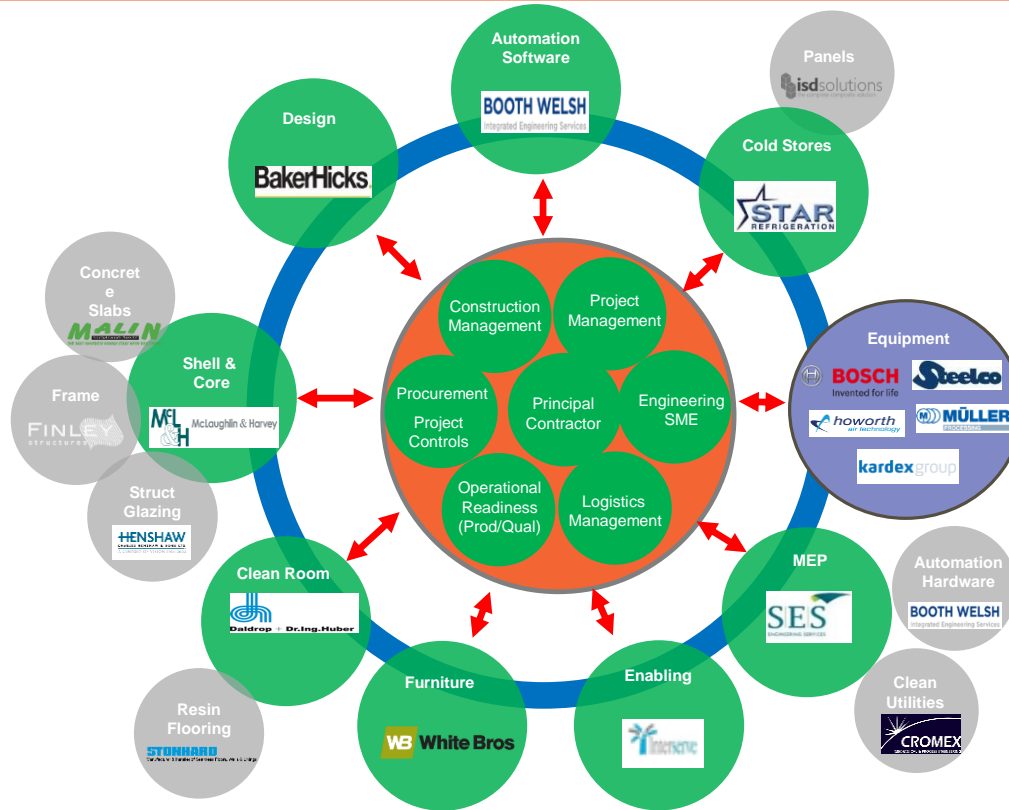 Automation
Software
BOOTH WELSH
Integrated Engineering Services
Panels
isdsolutions
Design
BakerHicks.
Cold Stores
STAR
REFRIGERATION
Concret
e
Slabs
MALIN
Shell &
Core
McL&H McLaughlin & Harvey
Frame
FINLEY
structures
Struct
Glazing
HENSHAW
Construction
Management
Project
Management
Procurement
Project
Controls
Principal
Contractor
Engineering
SME
Operational
Readiness
(Prod/Qual)
Logistics
Management
Equipment
BOSCH
Invented for life
Steelco
howorth
air technology
MÜLLER
PROCESSING
kardexgroup
Clean Room
Daldrop + Dr.Ing.Huber
MEP
SES
ENGINEERING SERVICES
Automation
Hardware
BOOTH WELSH
Integrated Engineering Services
Resin
Flooring
STONHARD
Furniture
WB White Bros
Enabling
Interserve
Clean
Utilities
CROMEX